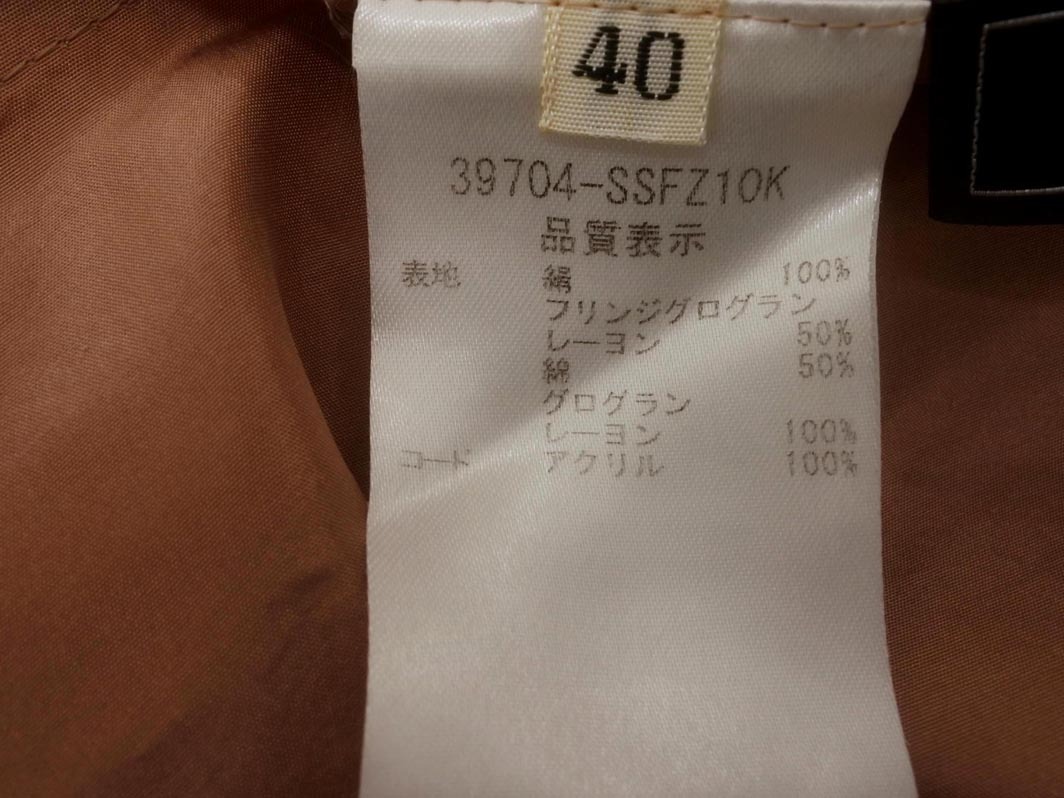 40
39704-SSFZ10K
品質表示
表地 絹 100%
フリンジグログラン
レーヨン 50%
綿 50%
グログラン
レーヨン 100%
コード アクリル 100%